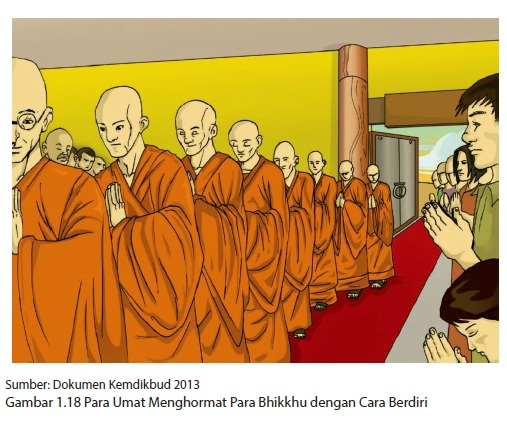 Sumber: Dokumen Kemdikbud 2013
Gambar 1.18 Para Umat Menghormat Para Bhikkhu dengan Cara Berdiri